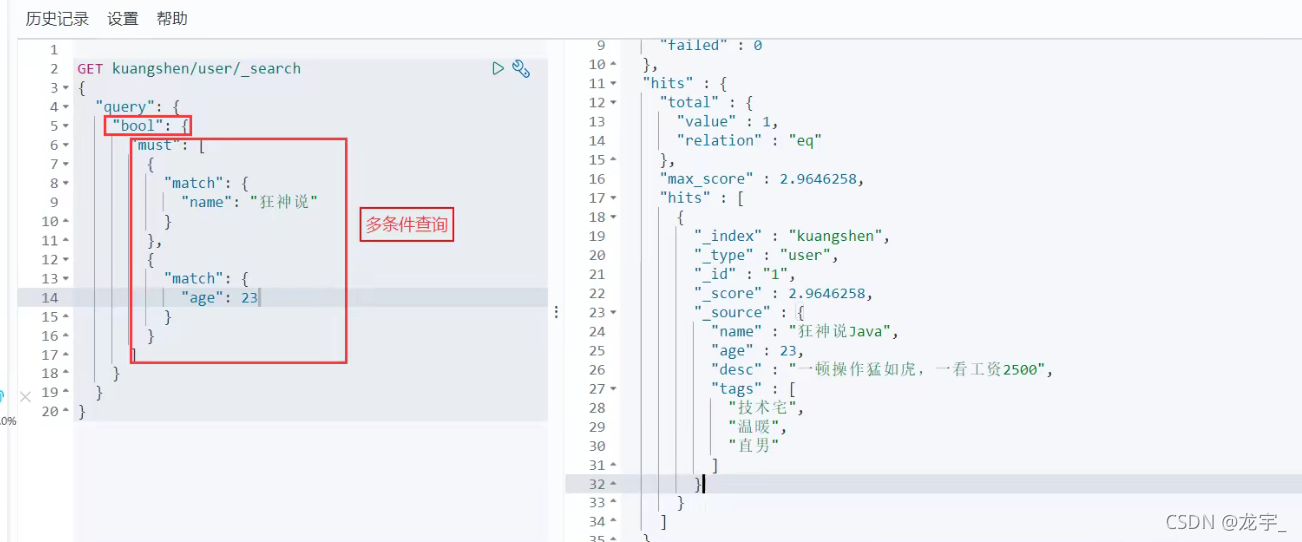 历史记录 设置 帮助
1
2 GET kuangshen/user/_search
3 {
4 "query": {
5 "bool": {
6 "must": [
7 {
8 "match": {
9 "name": "狂神说"
10 }
11 },
12 {
13 "match": {
14 "age": 23
15 }
16 }
17 ]
18 }
19 }
20 }
多条件查询
.0%
9 "failed" : 0
10 },
11 "hits" : {
12 "total" : {
13 "value" : 1,
14 "relation" : "eq"
15 },
16 "max_score" : 2.9646258,
17 "hits" : [
18 {
19 "_index" : "kuangshen",
20 "_type" : "user",
21 "_id" : "1",
22 "_score" : 2.9646258,
23 "_source" : {
24 "name" : "狂神说Java",
25 "age" : 23,
26 "desc" : "一顿操作猛如虎，一看工资2500",
27 "tags" : [
28 "技术宅",
29 "温暖",
30 "直男"
31 ]
32 }
33 }
34 ]
35 }
CSDN @龙宇_